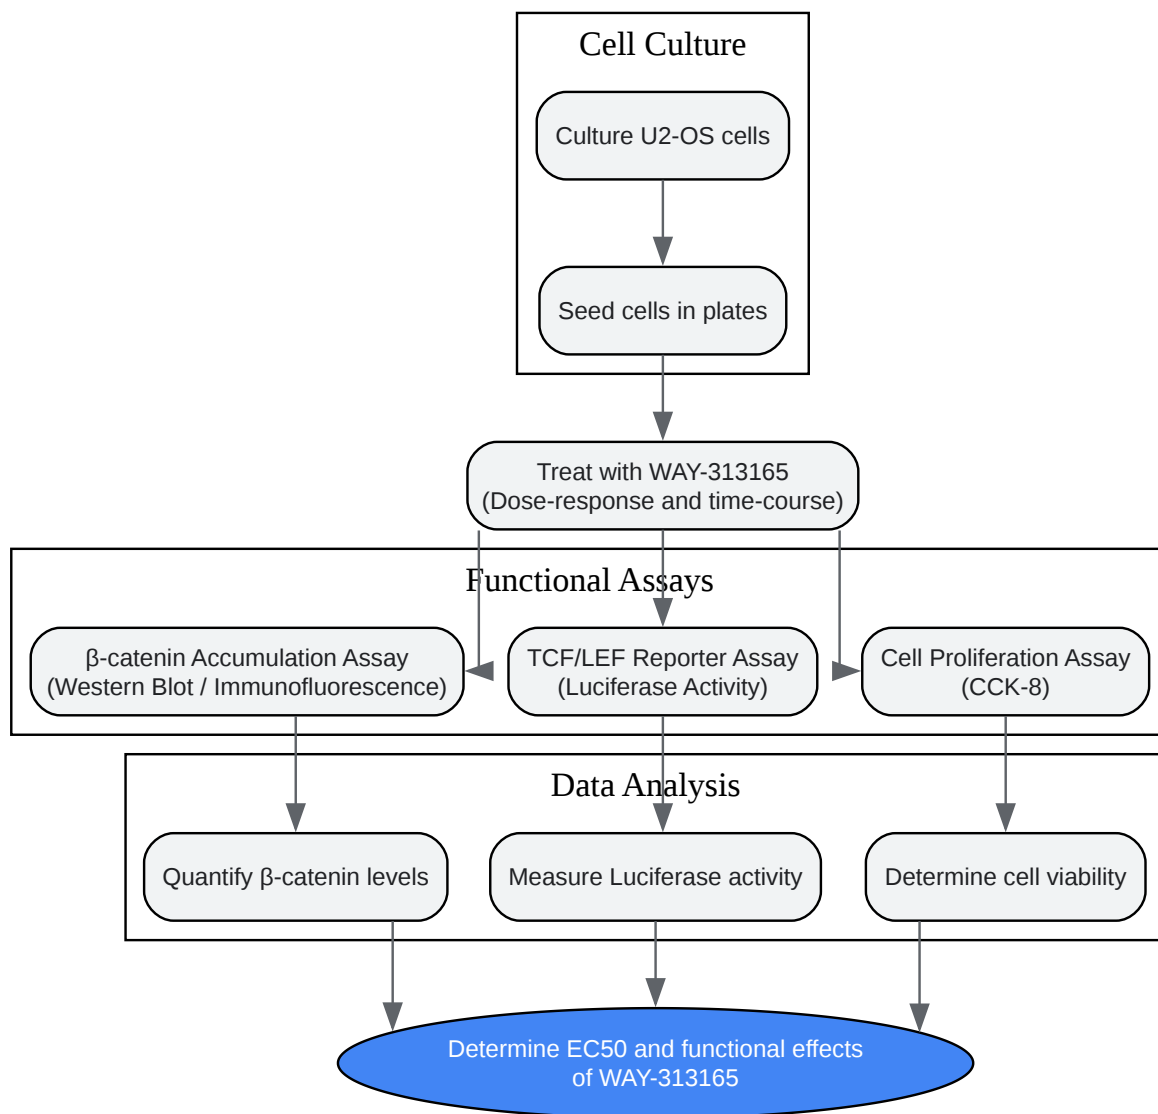 Cell Culture
Culture U2-OS cells
Seed cells in plates
Treat with WAY-313165
(Dose-response and time-course)
Functional Assays
β-catenin Accumulation Assay
(Western Blot / Immunofluorescence)
TCF/LEF Reporter Assay
(Luciferase Activity)
Cell Proliferation Assay
(CCK-8)
Data Analysis
Quantify β-catenin levels
Measure Luciferase activity
Determine cell viability
Determine EC50 and functional effects
of WAY-313165